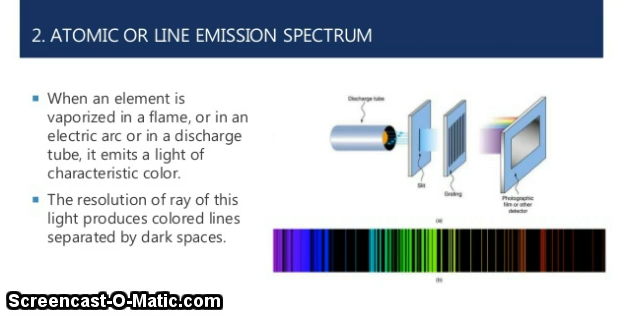 2. ATOMIC OR LINE EMISSION SPECTRUM
When an element is
vaporized in a flame, or in an
electric arc or in a discharge
tube, it emits a light of
characteristic color.
The resolution of ray of this
light produces colored lines
separated by dark spaces.
Discharge tube
Slit
Grating
Photographic
film or other
detector
(a)
(b)
Screencast-O-Matic.com